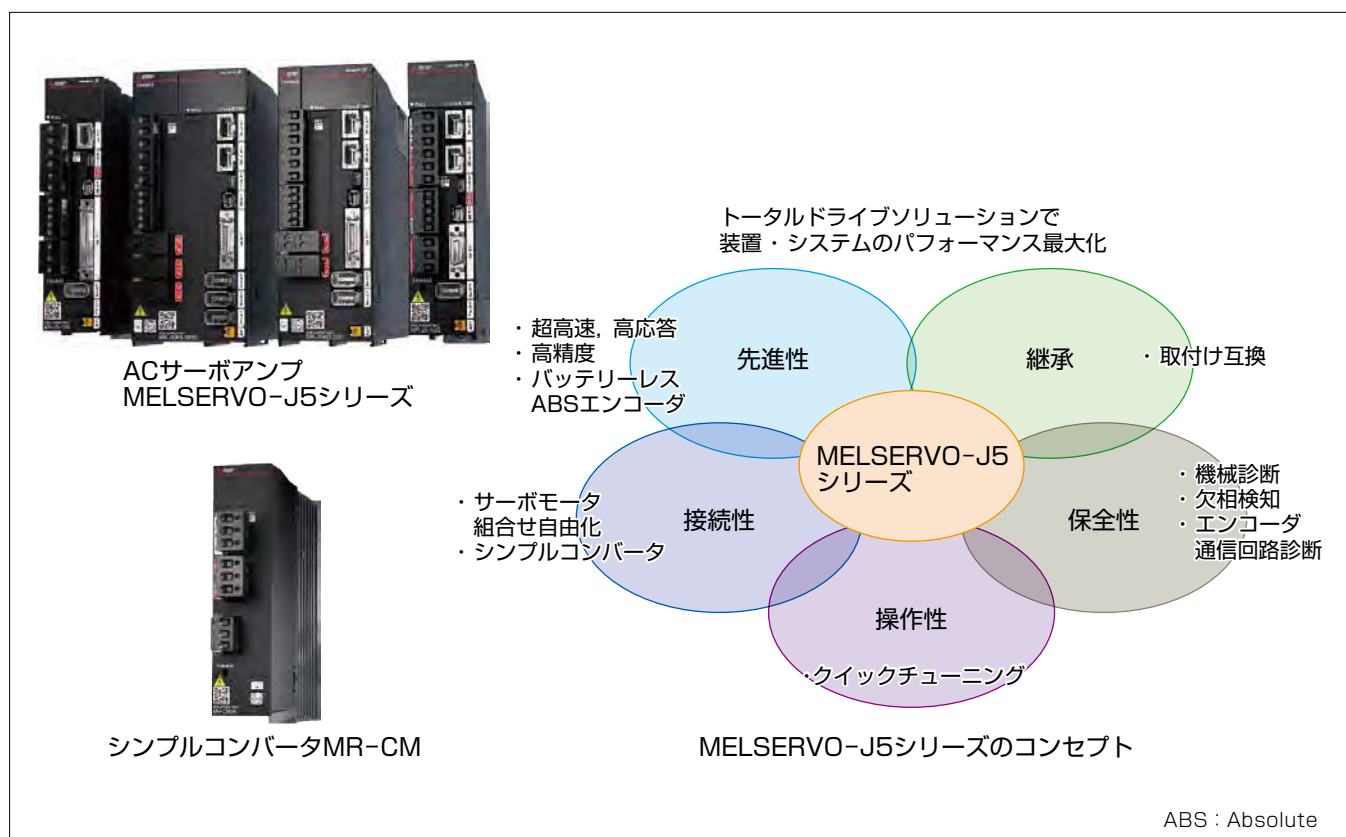 ACサーボアンプ
MELSERVO-J5シリーズ
シンプルコンバータMR-CM
トータルドライブソリューションで
装置・システムのパフォーマンス最大化
・超高速，高応答
・高精度
・バッテリーレス
ABSエンコーダ
先進性
継承
・取付け互換
MELSERVO-J5
シリーズ
・サーボモータ
組合せ自由化
・シンプルコンバータ
接続性
保全性
・機械診断
・欠相検知
・エンコーダ
通信回路診断
操作性
・クイックチューニング
MELSERVO-J5シリーズのコンセプト
ABS：Absolute